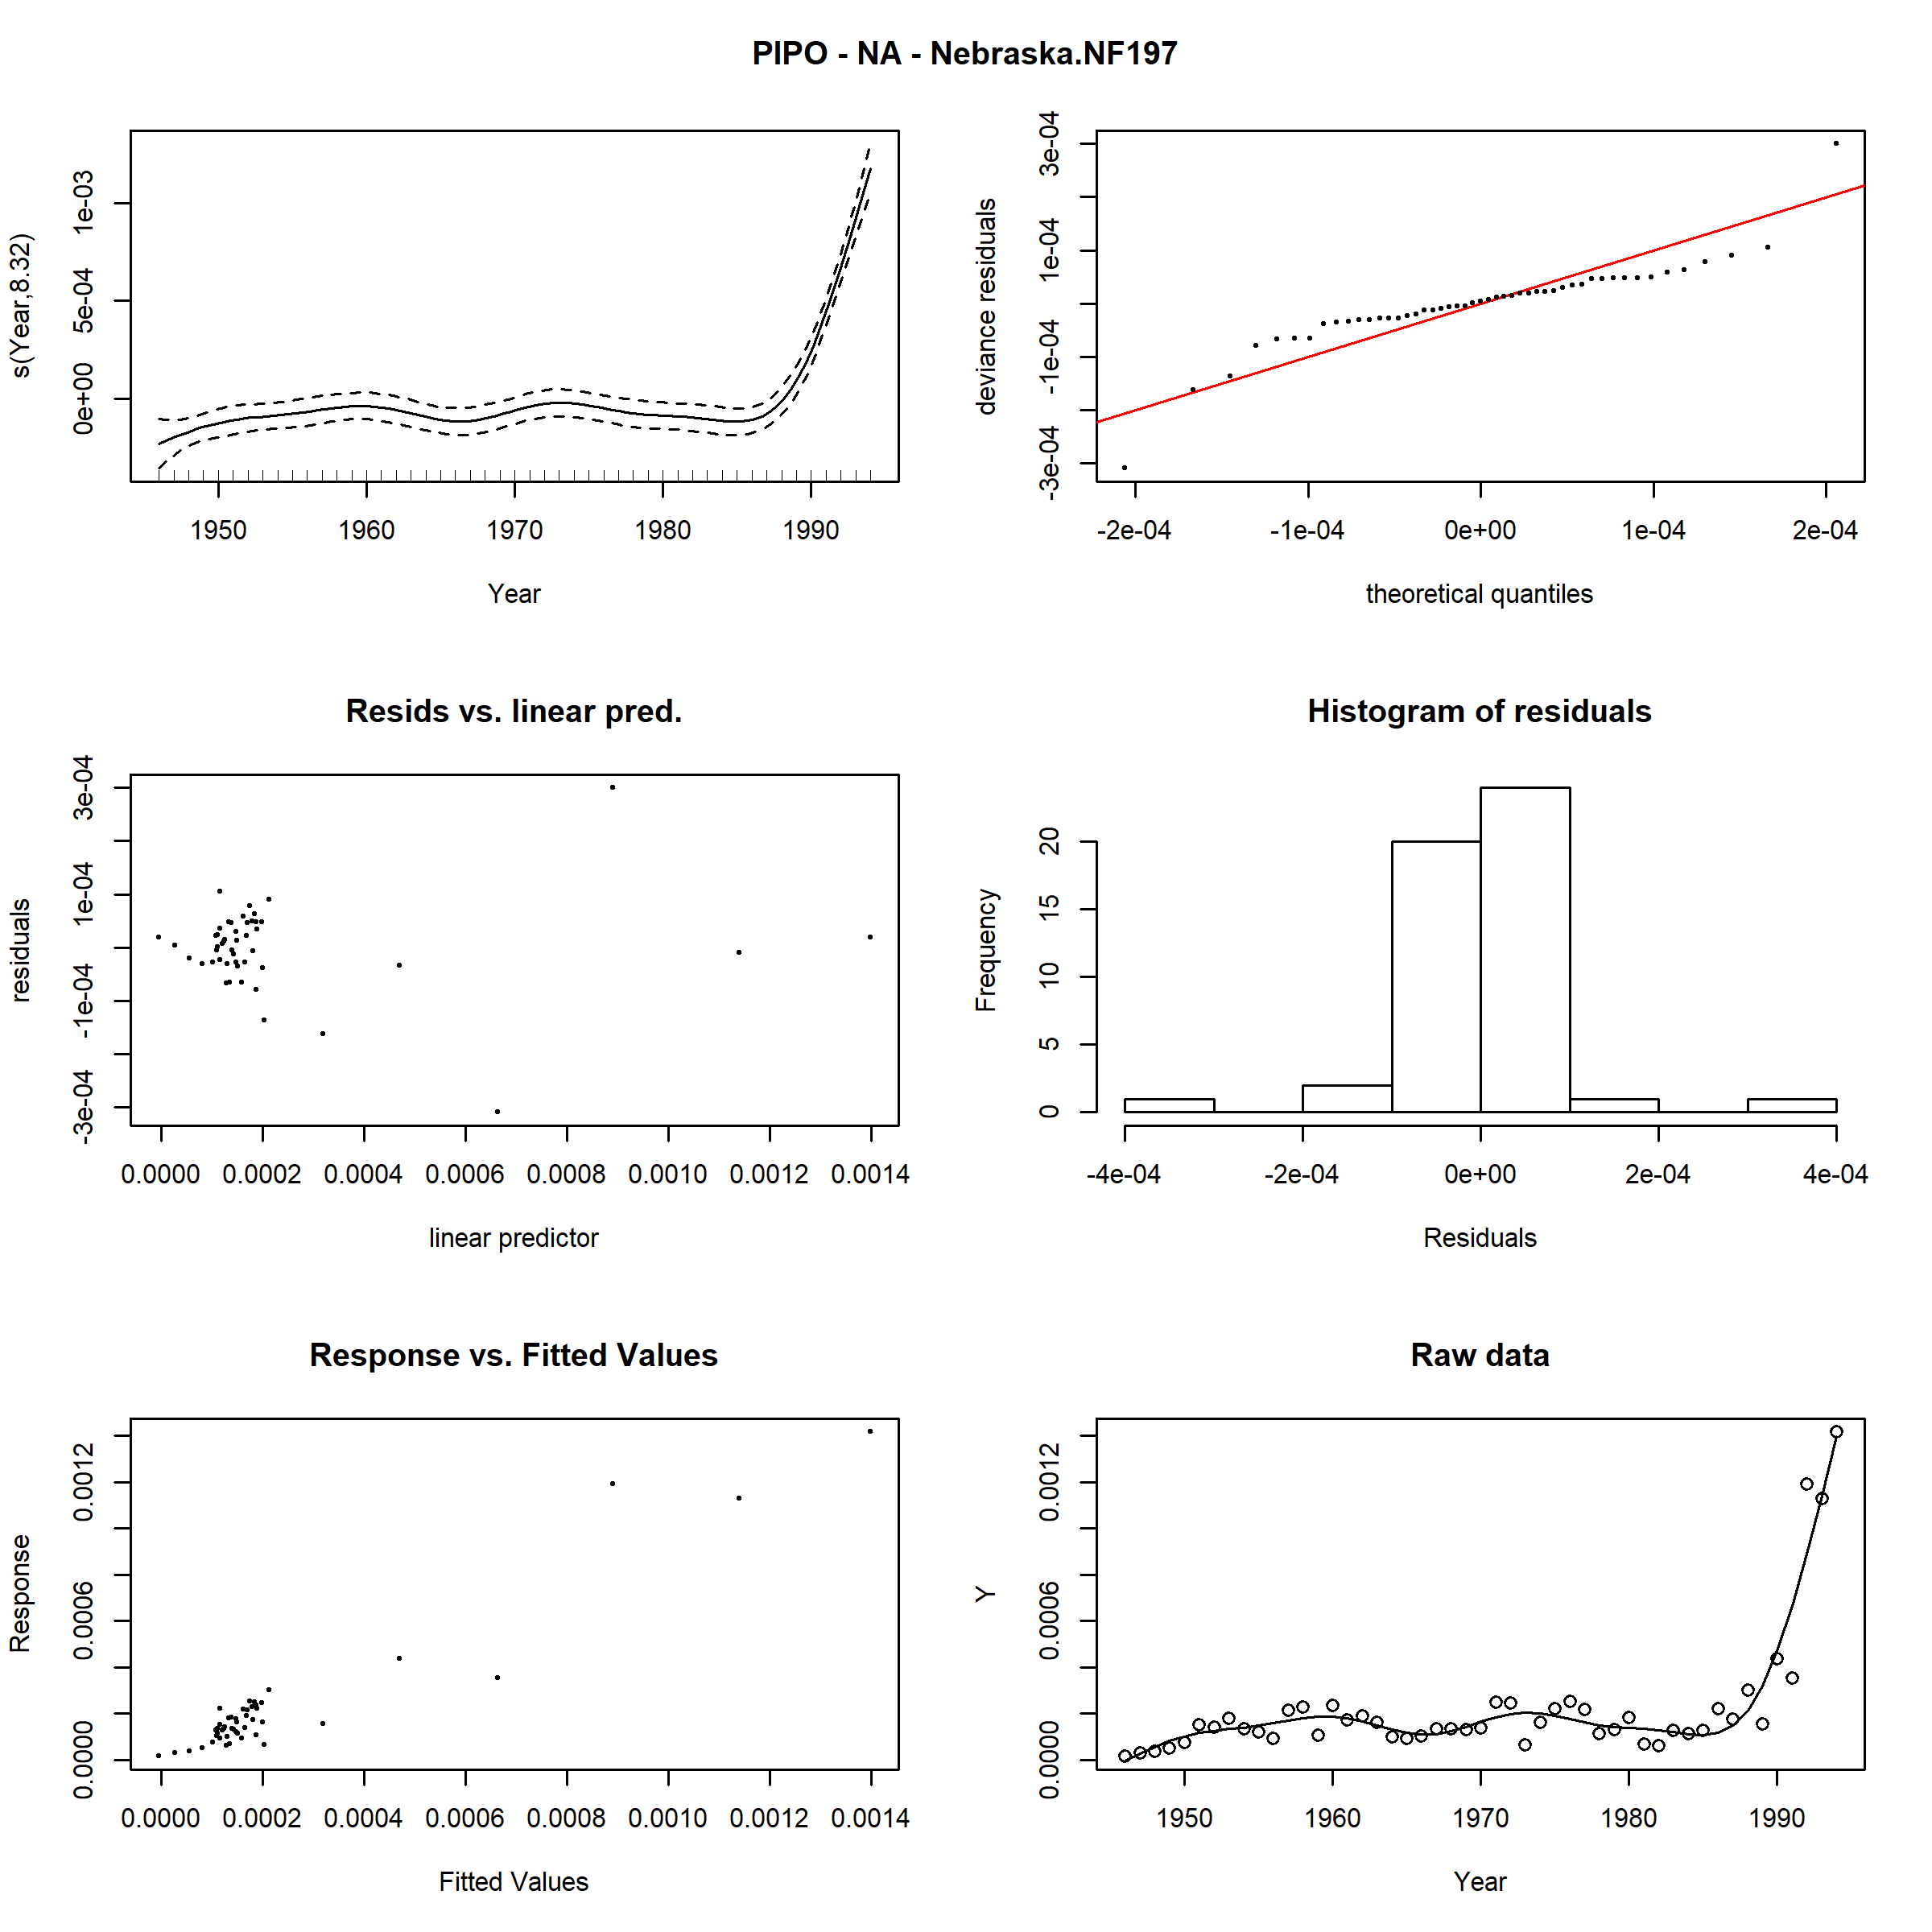 PIPO - NA - Nebraska.NF197
s(Year,8.32)
0e+00 5e-04 1e-03
1950 1960 1970 1980 1990
Year
deviance residuals
-3e-04 -1e-04 1e-04 3e-04
-2e-04 -1e-04 0e+00 1e-04 2e-04
theoretical quantiles
Resids vs. linear pred.
residuals
-3e-04 -1e-04 1e-04 3e-04
0.0000 0.0002 0.0004 0.0006 0.0008 0.0010 0.0012 0.0014
linear predictor
Histogram of residuals
Frequency
0 5 10 15 20
-4e-04 -2e-04 0e+00 2e-04 4e-04
Residuals
Response vs. Fitted Values
Response
0.0000 0.0006 0.0012
0.0000 0.0002 0.0004 0.0006 0.0008 0.0010 0.0012 0.0014
Fitted Values
Raw data
Y
0.0000 0.0006 0.0012
1950 1960 1970 1980 1990
Year